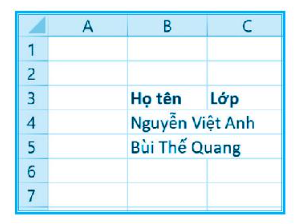 A B C
1
2
3 Họ tên Lớp
4 Nguyễn Việt Anh
5 Bùi Thế Quang
6
7